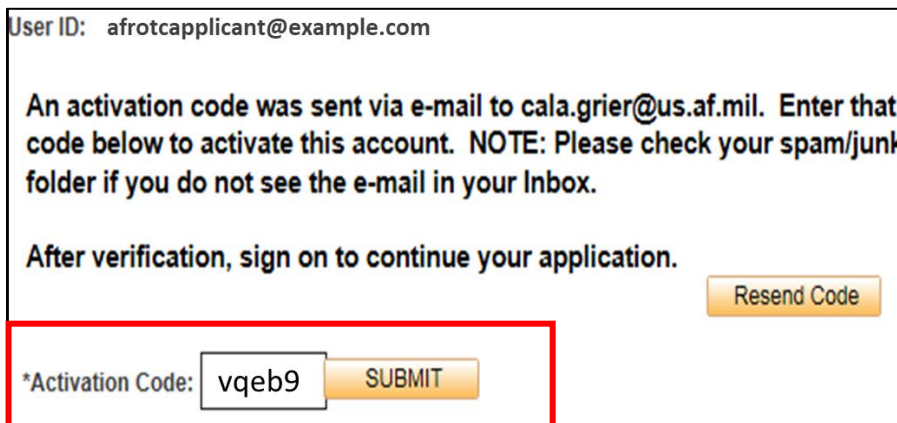 User ID: afrotcapplicant@example.com
An activation code was sent via e-mail to cala.grier@us.af.mil. Enter that
code below to activate this account. NOTE: Please check your spam/junk
folder if you do not see the e-mail in your Inbox.
After verification, sign on to continue your application.
Resend Code
*Activation Code: vqeb9 SUBMIT